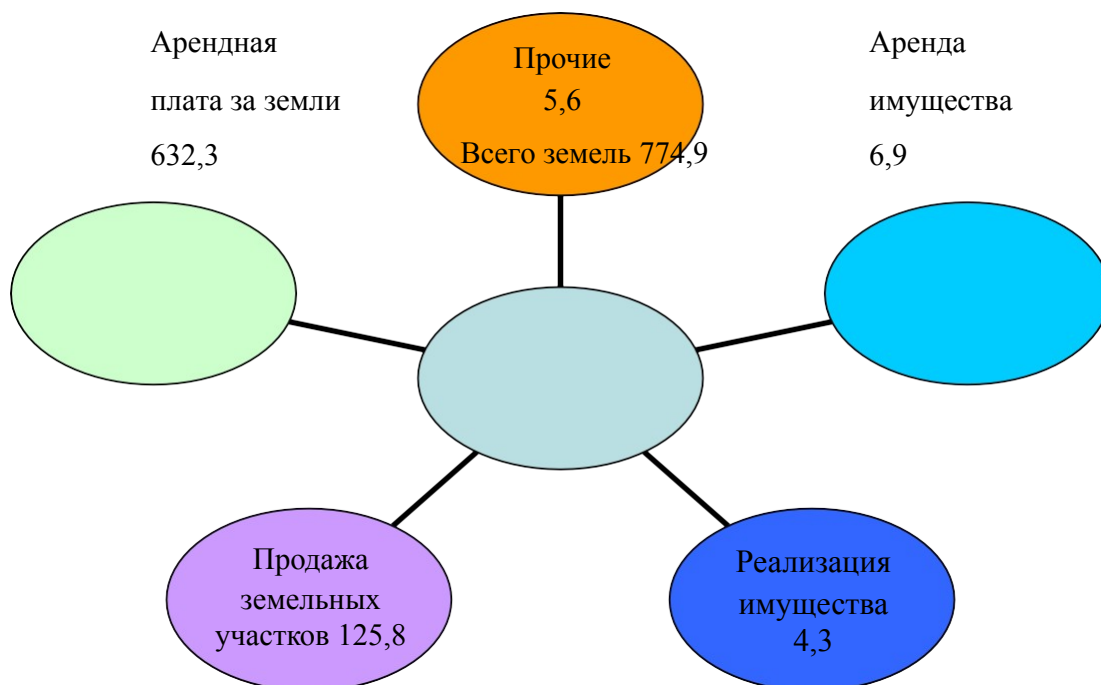 Арендная
плата за земли
632,3
Прочие
5,6
Всего земель 774,9
Аренда
имущества
6,9
Продажа
земельных
участков 125,8
Реализация
имущества
4,3